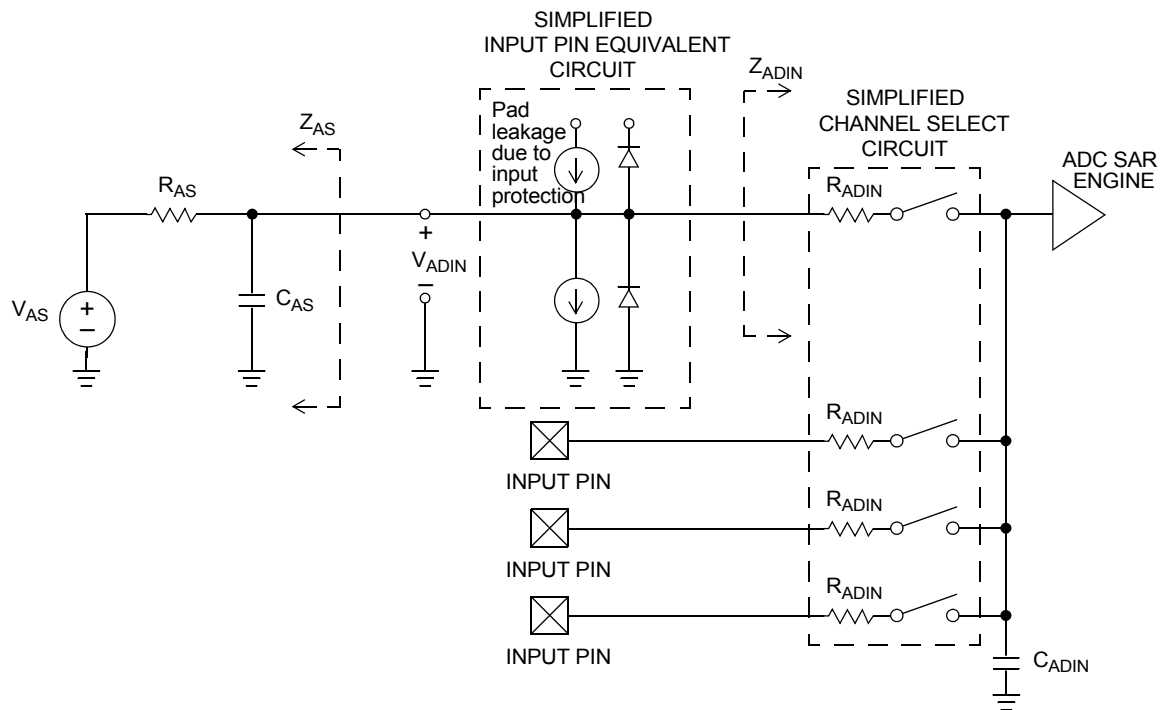 SIMPLIFIED
INPUT PIN EQUIVALENT
CIRCUIT
Pad
leakage
due to
input
protection
Z_AS
R_AS
V_AS
+
−
C_AS
+
V_ADIN
−
Z_ADIN
SIMPLIFIED
CHANNEL SELECT
CIRCUIT
R_ADIN
ADC SAR
ENGINE
INPUT PIN
R_ADIN
INPUT PIN
R_ADIN
INPUT PIN
R_ADIN
C_ADIN